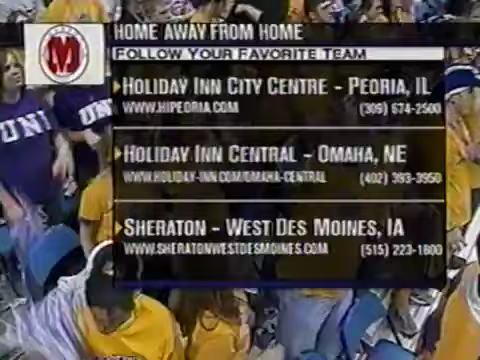 HOME AWAY FROM HOME
FOLLOW YOUR FAVORITE TEAM
HOLIDAY INN CITY CENTRE - PEORIA, IL
WWW.HIPEORIA.COM (309) 674-2500
HOLIDAY INN CENTRAL - OMAHA, NE
WWW.HOLIDAY-INN.COM/OMAHA-CENTRAL (402) 393-3950
SHERATON - WEST DES MOINES, IA
WWW.SHERATONWESTDESMOINES.COM (515) 223-1800
UNI
UN